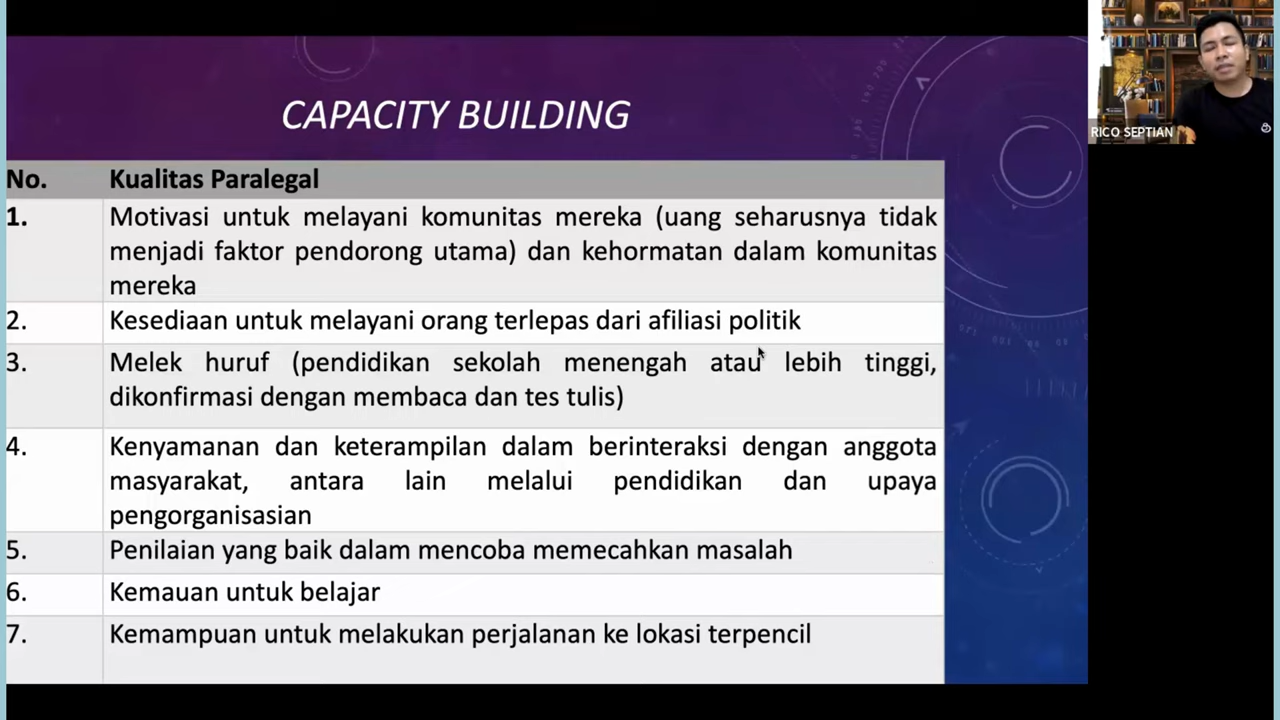 CAPACITY BUILDING
RICO SEPTIAN
No. Kualitas Paralegal
1. Motivasi untuk melayani komunitas mereka (uang seharusnya tidak
menjadi faktor pendorong utama) dan kehormatan dalam komunitas
mereka
2. Kesediaan untuk melayani orang terlepas dari afiliasi politik
3. Melek huruf (pendidikan sekolah menengah atau lebih tinggi,
dikonfirmasi dengan membaca dan tes tulis)
4. Kenyamanan dan keterampilan dalam berinteraksi dengan anggota
masyarakat, antara lain melalui pendidikan dan upaya
pengorganisasian
5. Penilaian yang baik dalam mencoba memecahkan masalah
6. Kemauan untuk belajar
7. Kemampuan untuk melakukan perjalanan ke lokasi terpencil